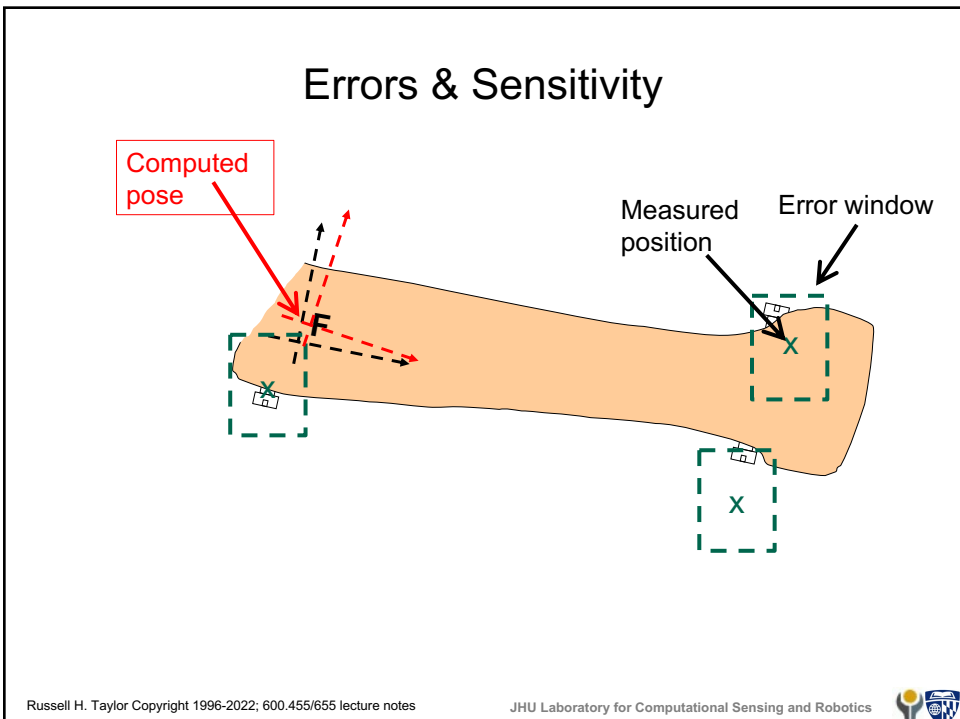 Errors & Sensitivity
Computed
pose
Measured
position
Error window
F
x
x
x
Russell H. Taylor Copyright 1996-2022; 600.455/655 lecture notes
JHU Laboratory for Computational Sensing and Robotics